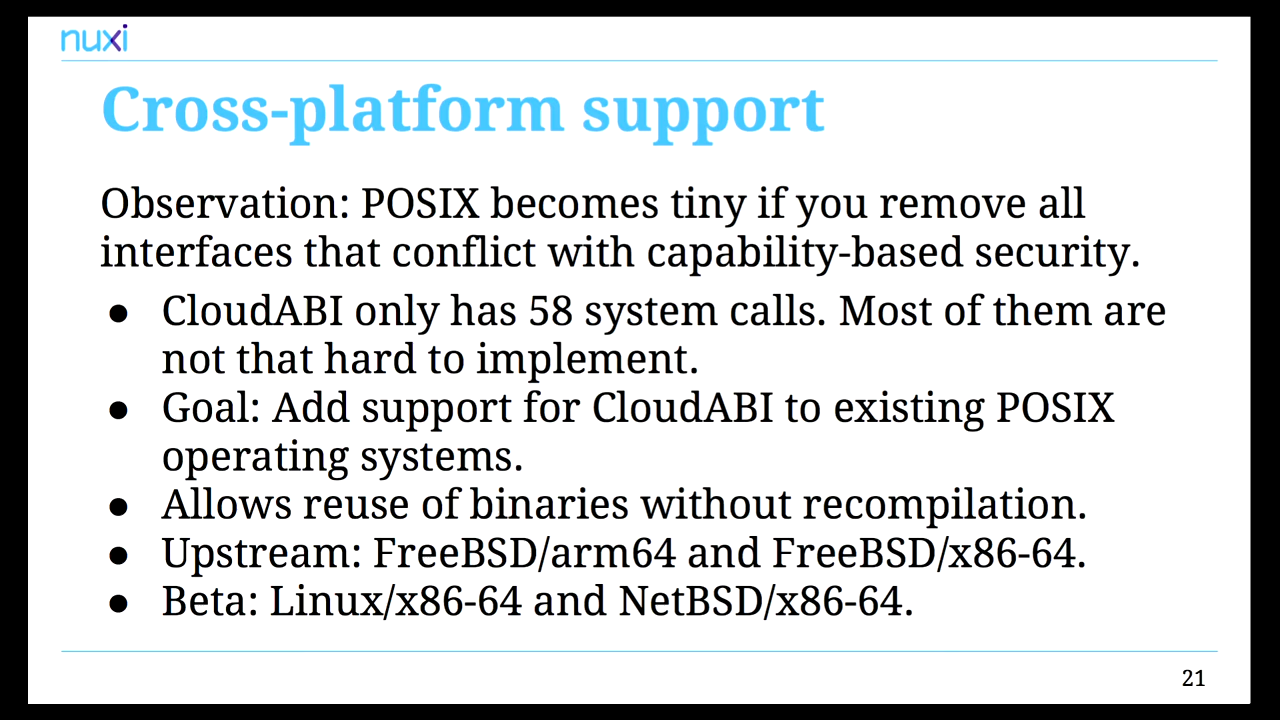 nuxi
Cross-platform support
Observation: POSIX becomes tiny if you remove all
interfaces that conflict with capability-based security.
● CloudABI only has 58 system calls. Most of them are
not that hard to implement.
● Goal: Add support for CloudABI to existing POSIX
operating systems.
● Allows reuse of binaries without recompilation.
● Upstream: FreeBSD/arm64 and FreeBSD/x86-64.
● Beta: Linux/x86-64 and NetBSD/x86-64.
21